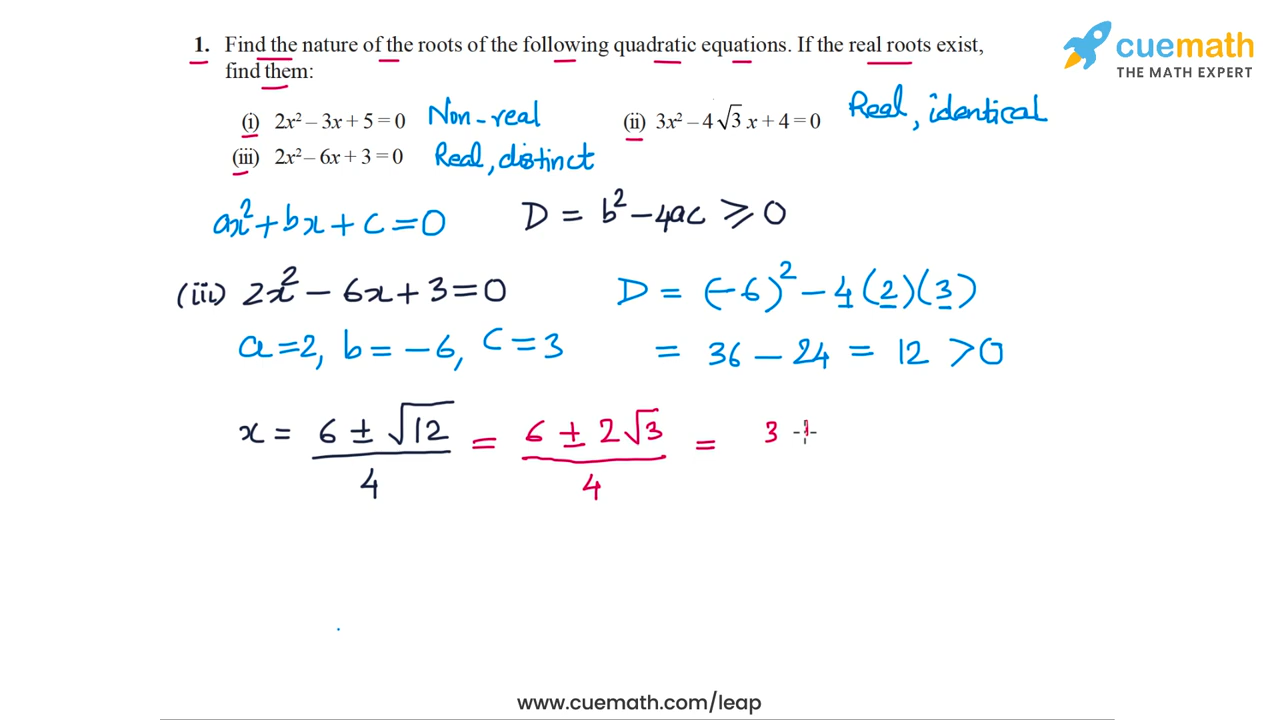 1. Find the nature of the roots of the following quadratic equations. If the real roots exist,
find them:
cuemath
THE MATH EXPERT
(i) 2x² – 3x + 5 = 0 Non-real (ii) 3x² – 4√3 x + 4 = 0 Real, identical
(iii) 2x² – 6x + 3 = 0 Real, distinct
ax² + bx + c = 0 D = b² - 4ac ⩾ 0
(iii) 2x² - 6x + 3 = 0 D = (-6)² - 4(2)(3)
a = 2, b = -6, c = 3 = 36 - 24 = 12 > 0
x = (6 ± √12)/4 = (6 ± 2√3)/4 = 3 +
www.cuemath.com/leap